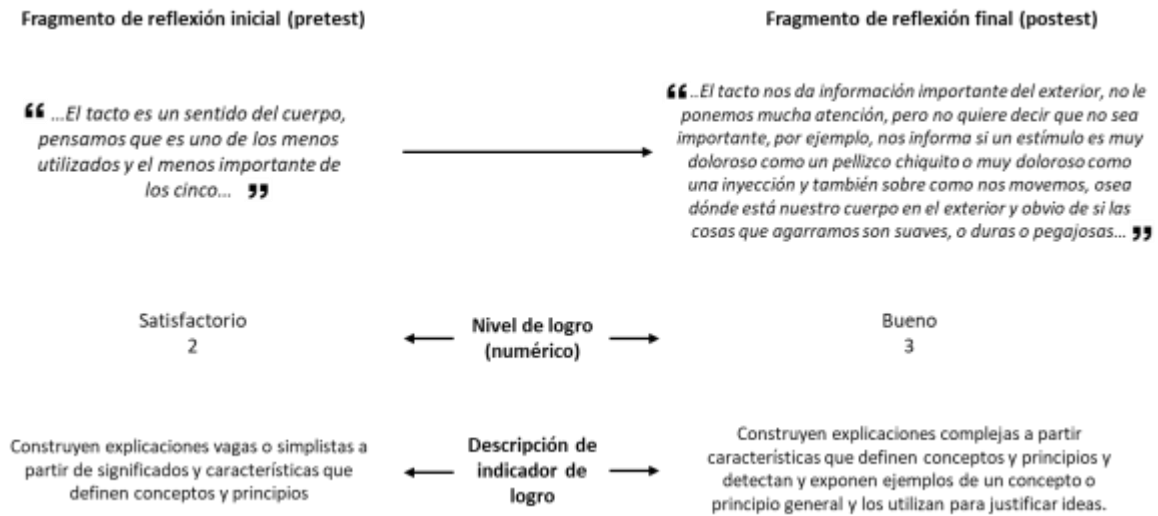 Fragmento de reflexión inicial (pretest)
Fragmento de reflexión final (postest)
“ ...El tacto es un sentido del cuerpo,
pensamos que es uno de los menos
utilizados y el menos importante de
los cinco... ”
“ ..El tacto nos da información importante del exterior, no le
ponemos mucha atención, pero no quiere decir que no sea
importante, por ejemplo, nos informa si un estímulo es muy
doloroso como un pellizco chiquito o muy doloroso como
una inyección y también sobre como nos movemos, osea
dónde está nuestro cuerpo en el exterior y obvio de si las
cosas que agarramos son suaves, o duras o pegajosas... ”
Satisfactorio
2
Nivel de logro
(numérico)
Bueno
3
Construyen explicaciones vagas o simplistas a
partir de significados y características que
definen conceptos y principios
Descripción de
indicador de
logro
Construyen explicaciones complejas a partir
características que definen conceptos y principios y
detectan y exponen ejemplos de un concepto o
principio general y los utilizan para justificar ideas.